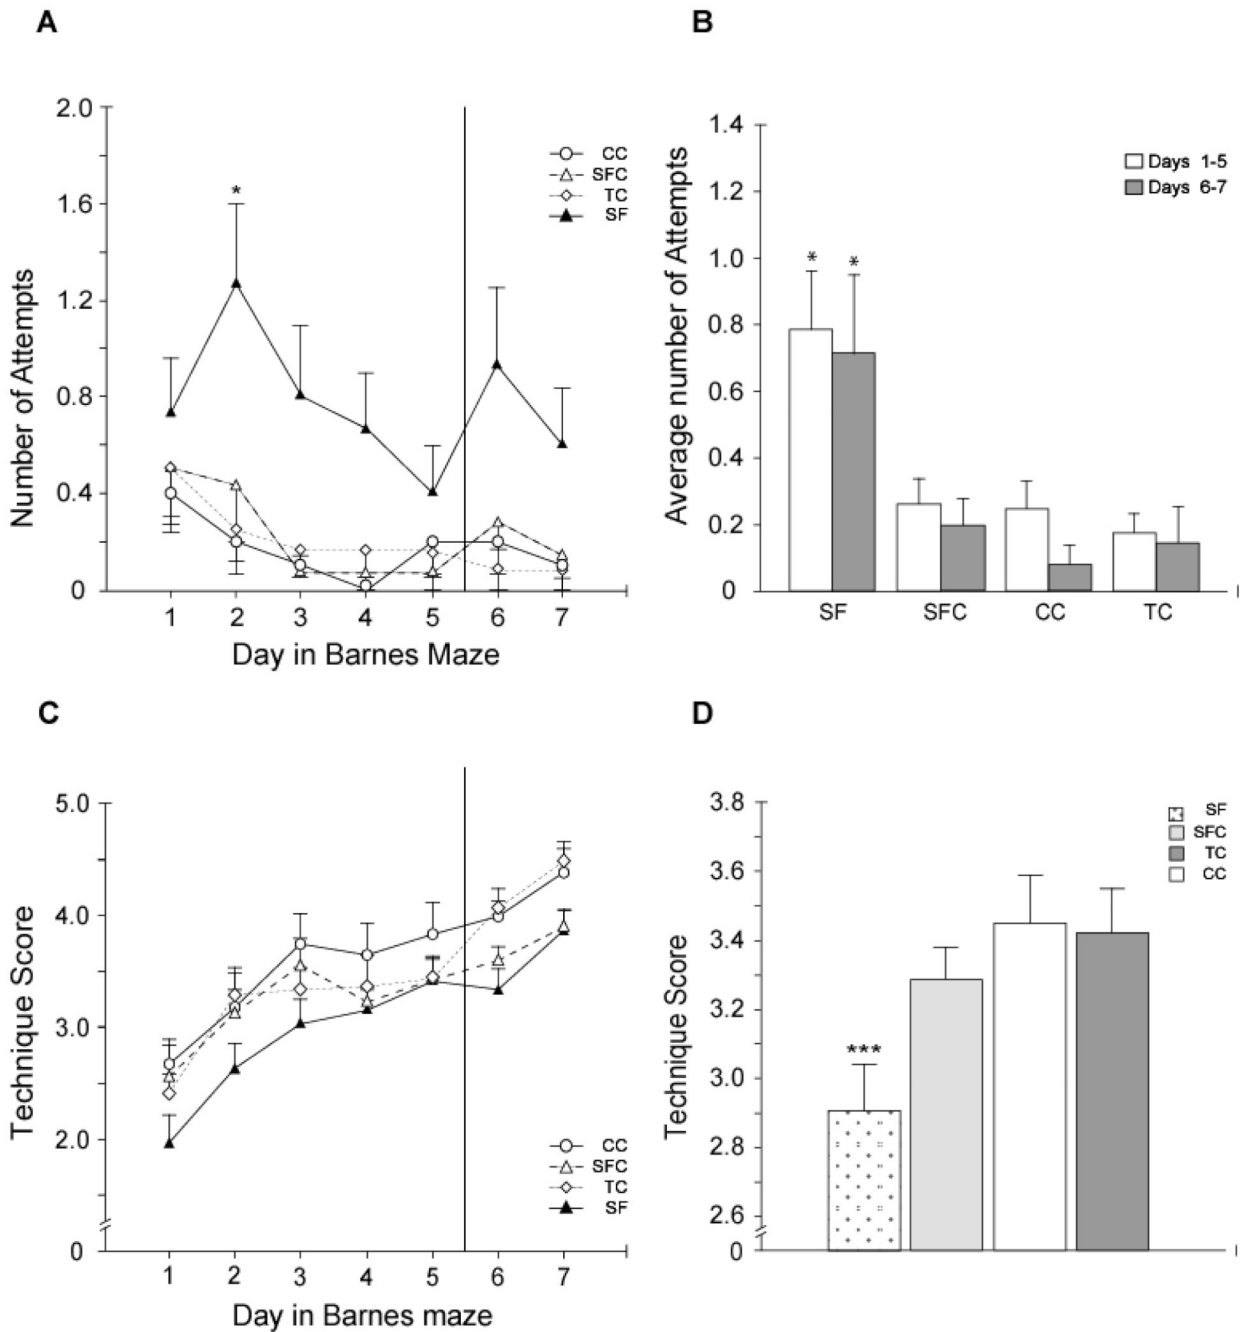 A
Number of Attempts
2.0
1.6
1.2
0.8
0.4
0
*
CC
SFC
TC
SF
1 2 3 4 5 6 7
Day in Barnes Maze
B
Average number of Attempts
1.4
1.2
1.0
0.8
0.6
0.4
0.2
0
* *
Days 1-5
Days 6-7
SF SFC CC TC
C
Technique Score
5.0
4.0
3.0
2.0
0
CC
SFC
TC
SF
1 2 3 4 5 6 7
Day in Barnes maze
D
Technique Score
3.8
3.6
3.4
3.2
3.0
2.8
2.6
0
***
SF
SFC
TC
CC